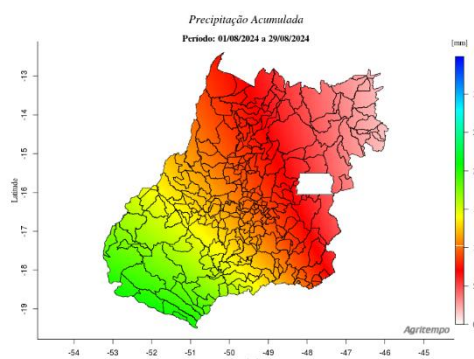 Precipitação Acumulada
Período: 01/08/2024 a 29/08/2024
[mm]
-13
-14
-15
-16
-17
-18
-19
Latitude
Agritempo
-54 -53 -52 -51 -50 -49 -48 -47 -46 -45